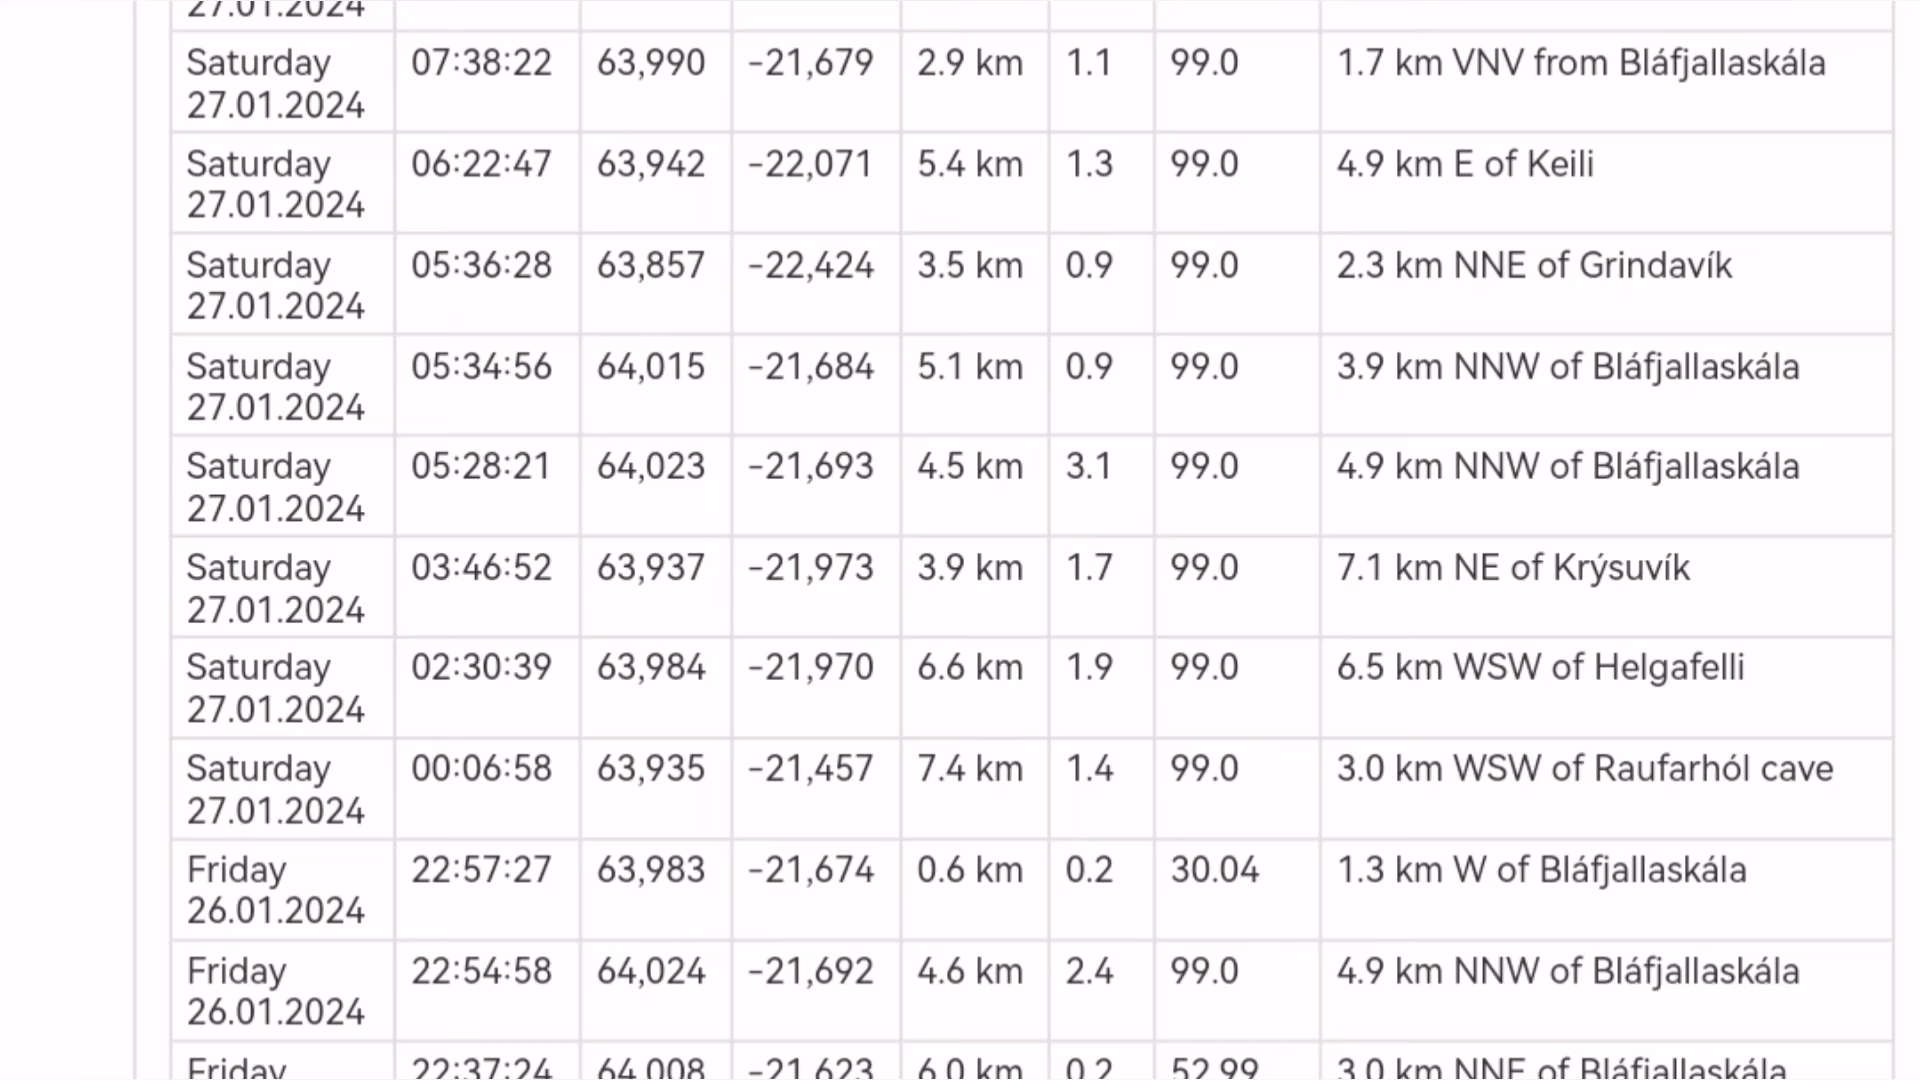 27.01.2024
Saturday 27.01.2024 07:38:22 63,990 -21,679 2.9 km 1.1 99.0 1.7 km VNV from Bláfjallaskála
Saturday 27.01.2024 06:22:47 63,942 -22,071 5.4 km 1.3 99.0 4.9 km E of Keili
Saturday 27.01.2024 05:36:28 63,857 -22,424 3.5 km 0.9 99.0 2.3 km NNE of Grindavík
Saturday 27.01.2024 05:34:56 64,015 -21,684 5.1 km 0.9 99.0 3.9 km NNW of Bláfjallaskála
Saturday 27.01.2024 05:28:21 64,023 -21,693 4.5 km 3.1 99.0 4.9 km NNW of Bláfjallaskála
Saturday 27.01.2024 03:46:52 63,937 -21,973 3.9 km 1.7 99.0 7.1 km NE of Krýsuvík
Saturday 27.01.2024 02:30:39 63,984 -21,970 6.6 km 1.9 99.0 6.5 km WSW of Helgafelli
Saturday 27.01.2024 00:06:58 63,935 -21,457 7.4 km 1.4 99.0 3.0 km WSW of Raufarhól cave
Friday 26.01.2024 22:57:27 63,983 -21,674 0.6 km 0.2 30.04 1.3 km W of Bláfjallaskála
Friday 26.01.2024 22:54:58 64,024 -21,692 4.6 km 2.4 99.0 4.9 km NNW of Bláfjallaskála
Friday 22:37:24 64,008 -21,623 6.0 km 0.2 52.99 3.0 km NNE of Bláfjallaskála